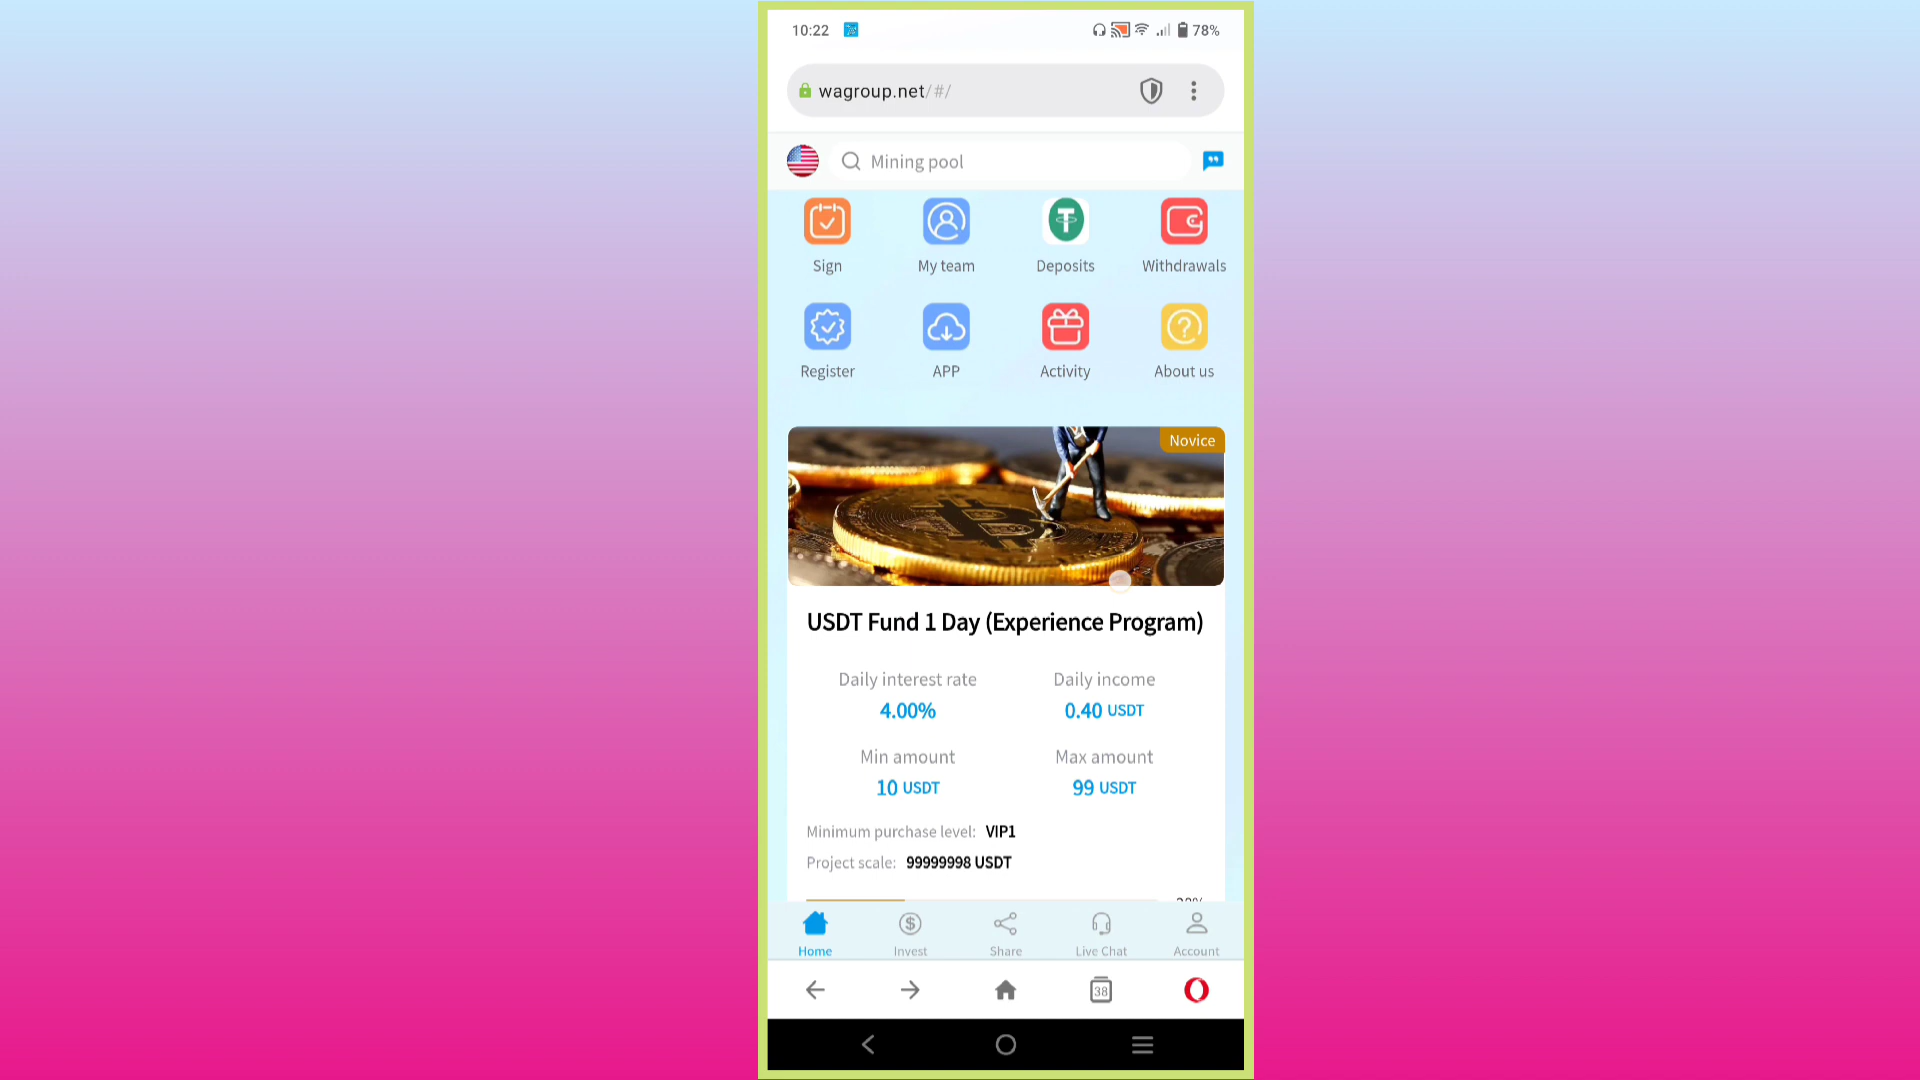 10:22
78%
wagroup.net/#/
Mining pool
Sign
My team
Deposits
Withdrawals
Register
APP
Activity
About us
Novice
USDT Fund 1 Day (Experience Program)
Daily interest rate
Daily income
4.00%
0.40 USDT
Min amount
Max amount
10 USDT
99 USDT
Minimum purchase level: VIP1
Project scale: 99999998 USDT
Home
Invest
Share
Live Chat
Account
38